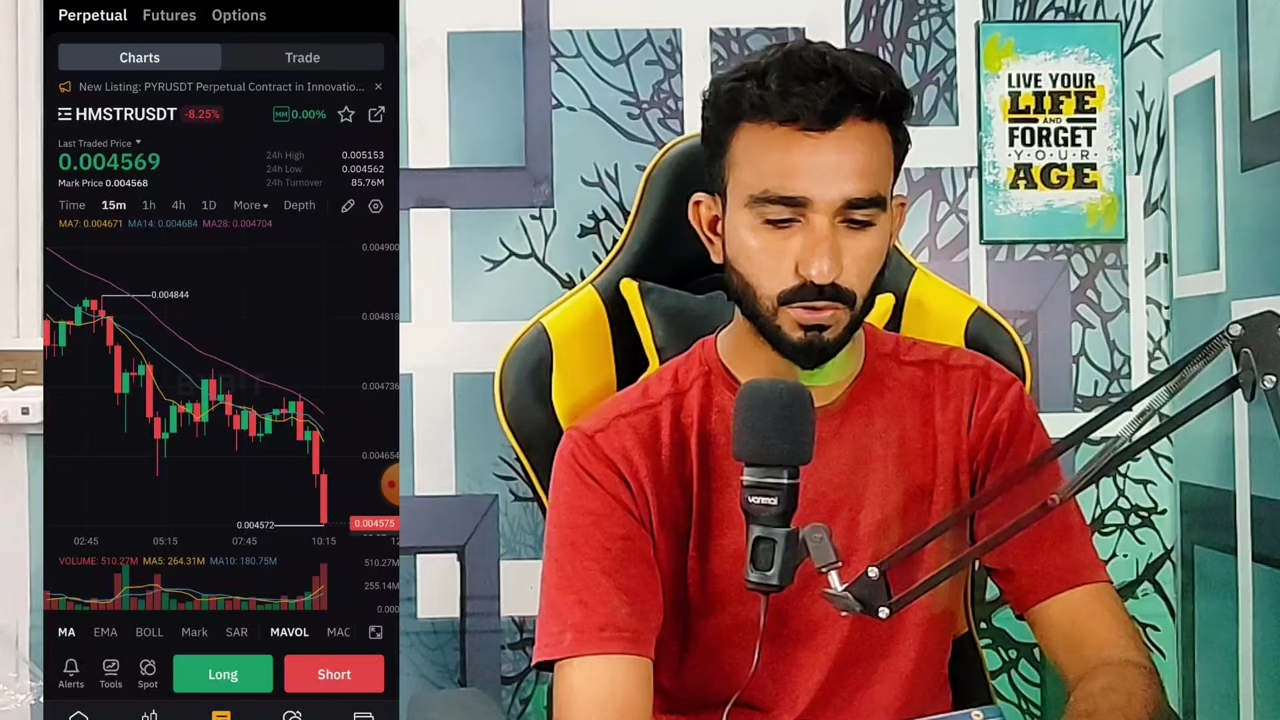 Perpetual Futures Options
Charts Trade
New Listing: PYRUSDT Perpetual Contract in Innovatio...
HMSTRUSDT -8.25% MM 0.00%
Last Traded Price
0.004569
Mark Price 0.004568
24h High 0.005153
24h Low 0.004562
24h Turnover 85.76M
Time 15m 1h 4h 1D More Depth
MA7: 0.004671 MA14: 0.004684 MA28: 0.004704
0.004900
0.004844
0.004818
0.004736
BYBIT
0.004654
0.004572
0.004575
02:45 05:15 07:45 10:15
VOLUME: 510.27M MA5: 264.31M MA10: 180.75M
510.27M
255.14M
0.000
MA EMA BOLL Mark SAR MAVOL MAC
Alerts Tools Spot Long Short
LIVE YOUR
LIFE
AND
FORGET
YOUR
AGE
vanmai